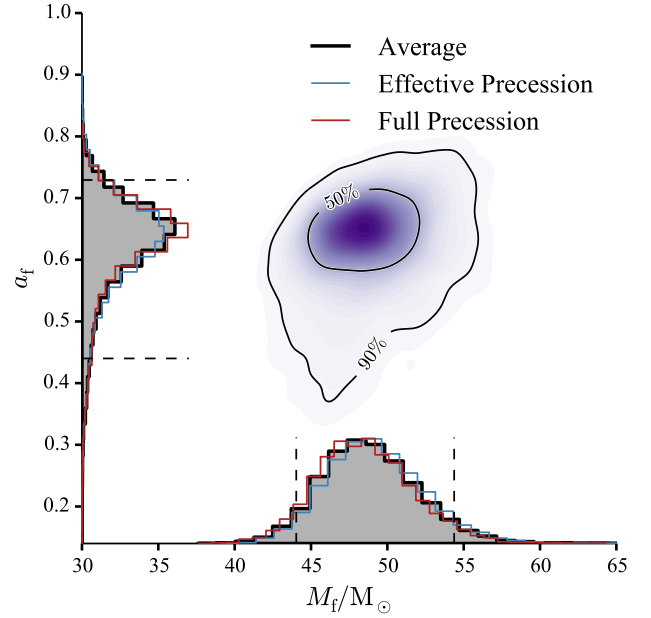 Average
Effective Precession
Full Precession
1.0
0.9
0.8
0.7
0.6
0.5
0.4
0.3
0.2
a_f
50%
90%
30 35 40 45 50 55 60 65
M_f/M_⊙